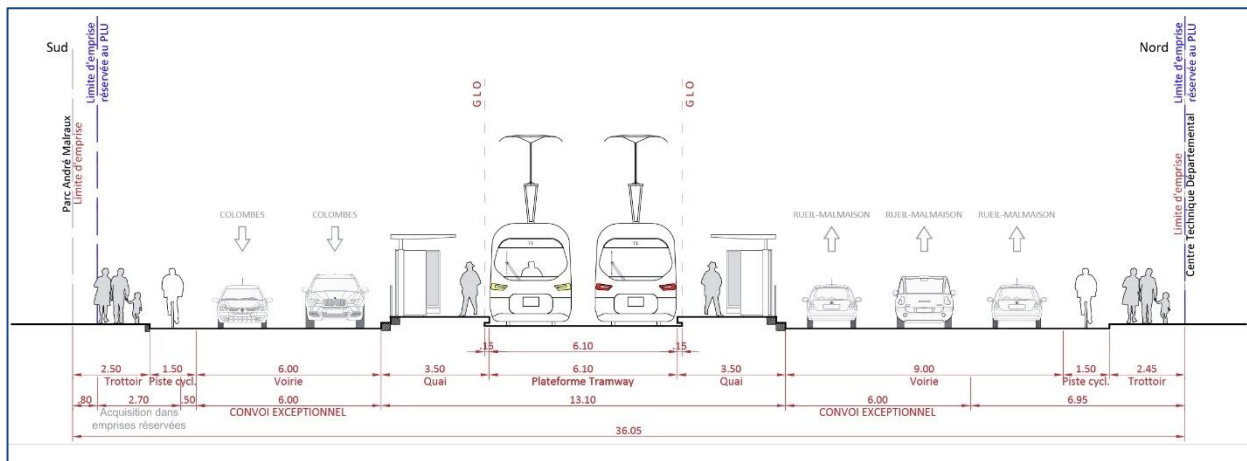 Sud
Nord
Limite d'emprise
réservée au PLU
Parc André Malraux
Limite d'emprise
G L O
G L O
Limite d'emprise
réservée au PLU
Limite d'emprise
Centre Technique Départemental
COLOMBES
COLOMBES
RUEIL-MALMAISON
RUEIL-MALMAISON
RUEIL-MALMAISON
.15
6.10
.15
2.50
1.50
6.00
3.50
6.10
3.50
9.00
1.50
2.45
Trottoir
Piste cycl.
Voirie
Quai
Plateforme Tramway
Quai
Voirie
Piste cycl.
Trottoir
.80
2.70
.50
6.00
13.10
6.00
6.95
Acquisition dans
emprises réservées
CONVOI EXCEPTIONNEL
CONVOI EXCEPTIONNEL
36.05